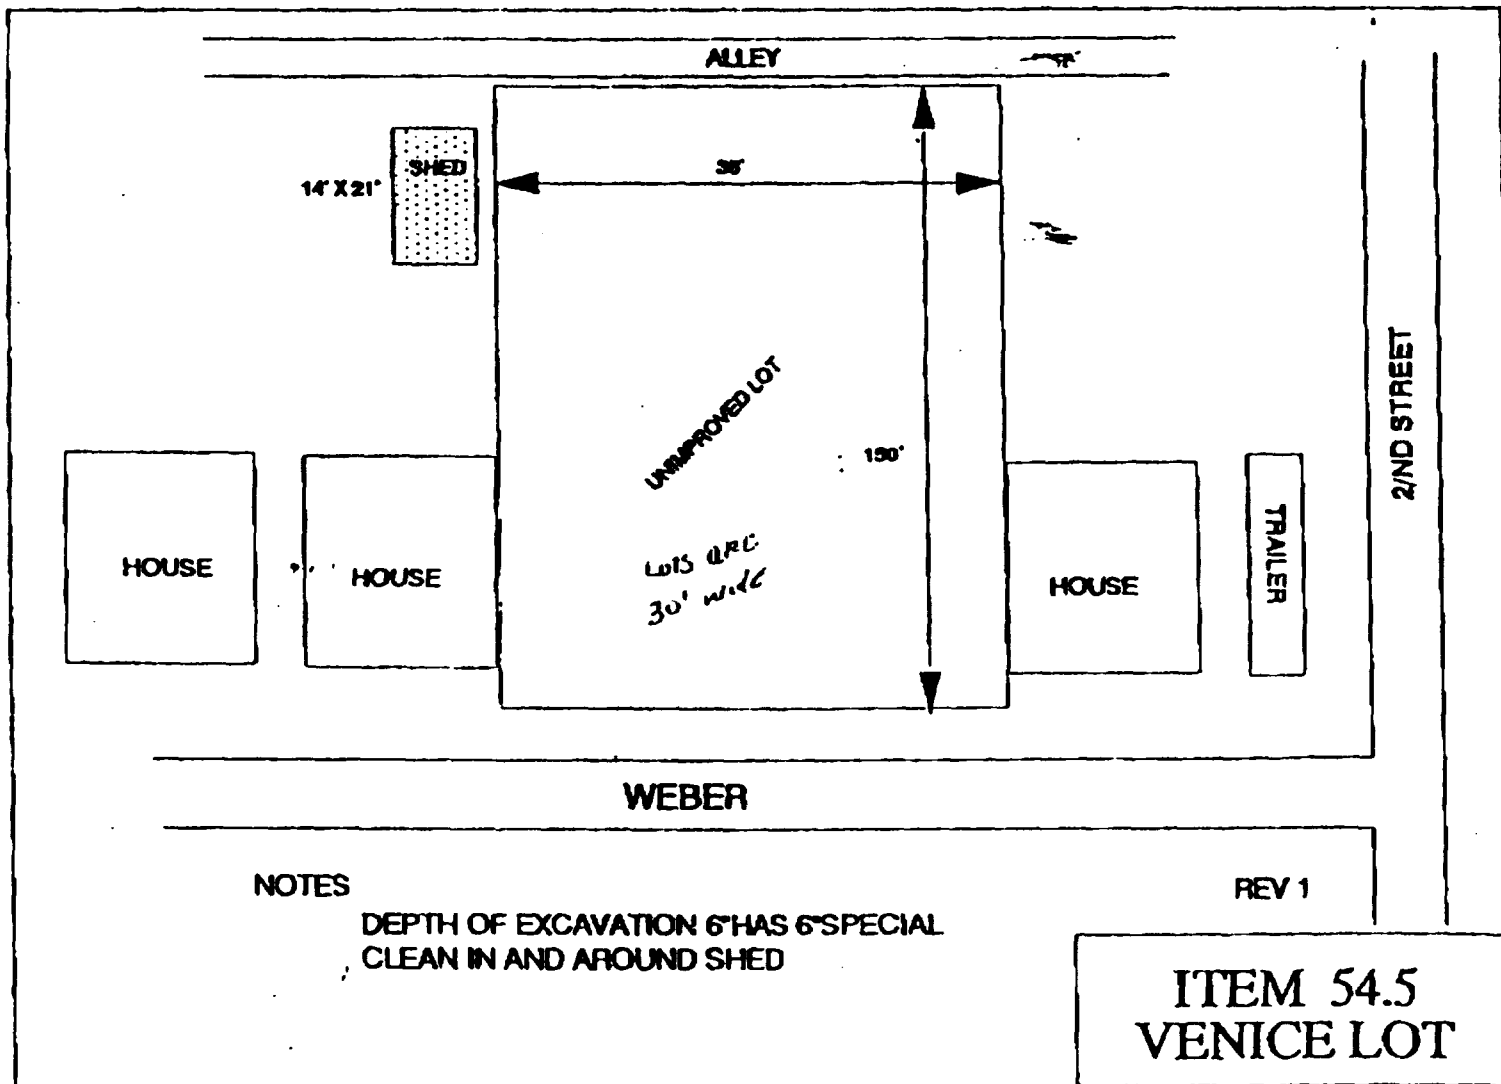 ALLEY
SHED
14' X 21'
UNIMPROVED LOT
Lots are
30' wide
HOUSE
HOUSE
HOUSE
TRAILER
2/ND STREET
WEBER
NOTES
REV 1
DEPTH OF EXCAVATION 6" HAS 6" SPECIAL
CLEAN IN AND AROUND SHED
ITEM 54.5
VENICE LOT